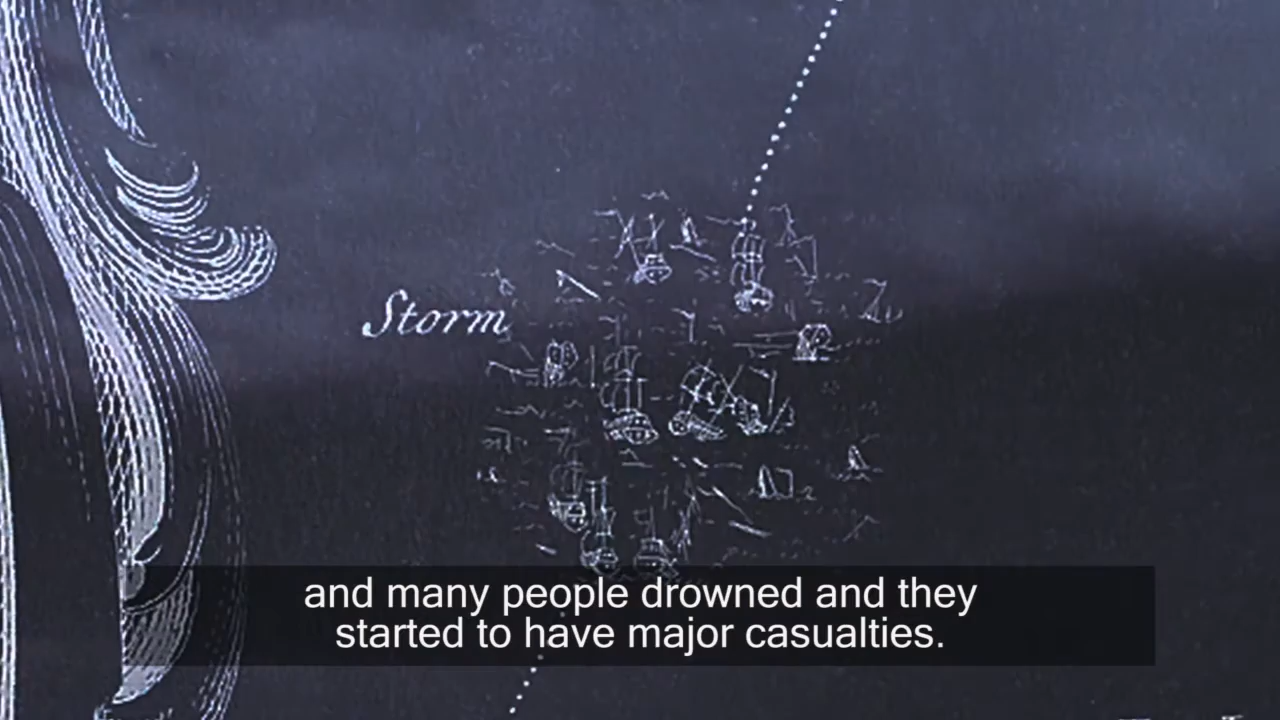 Storm
and many people drowned and they
started to have major casualties.